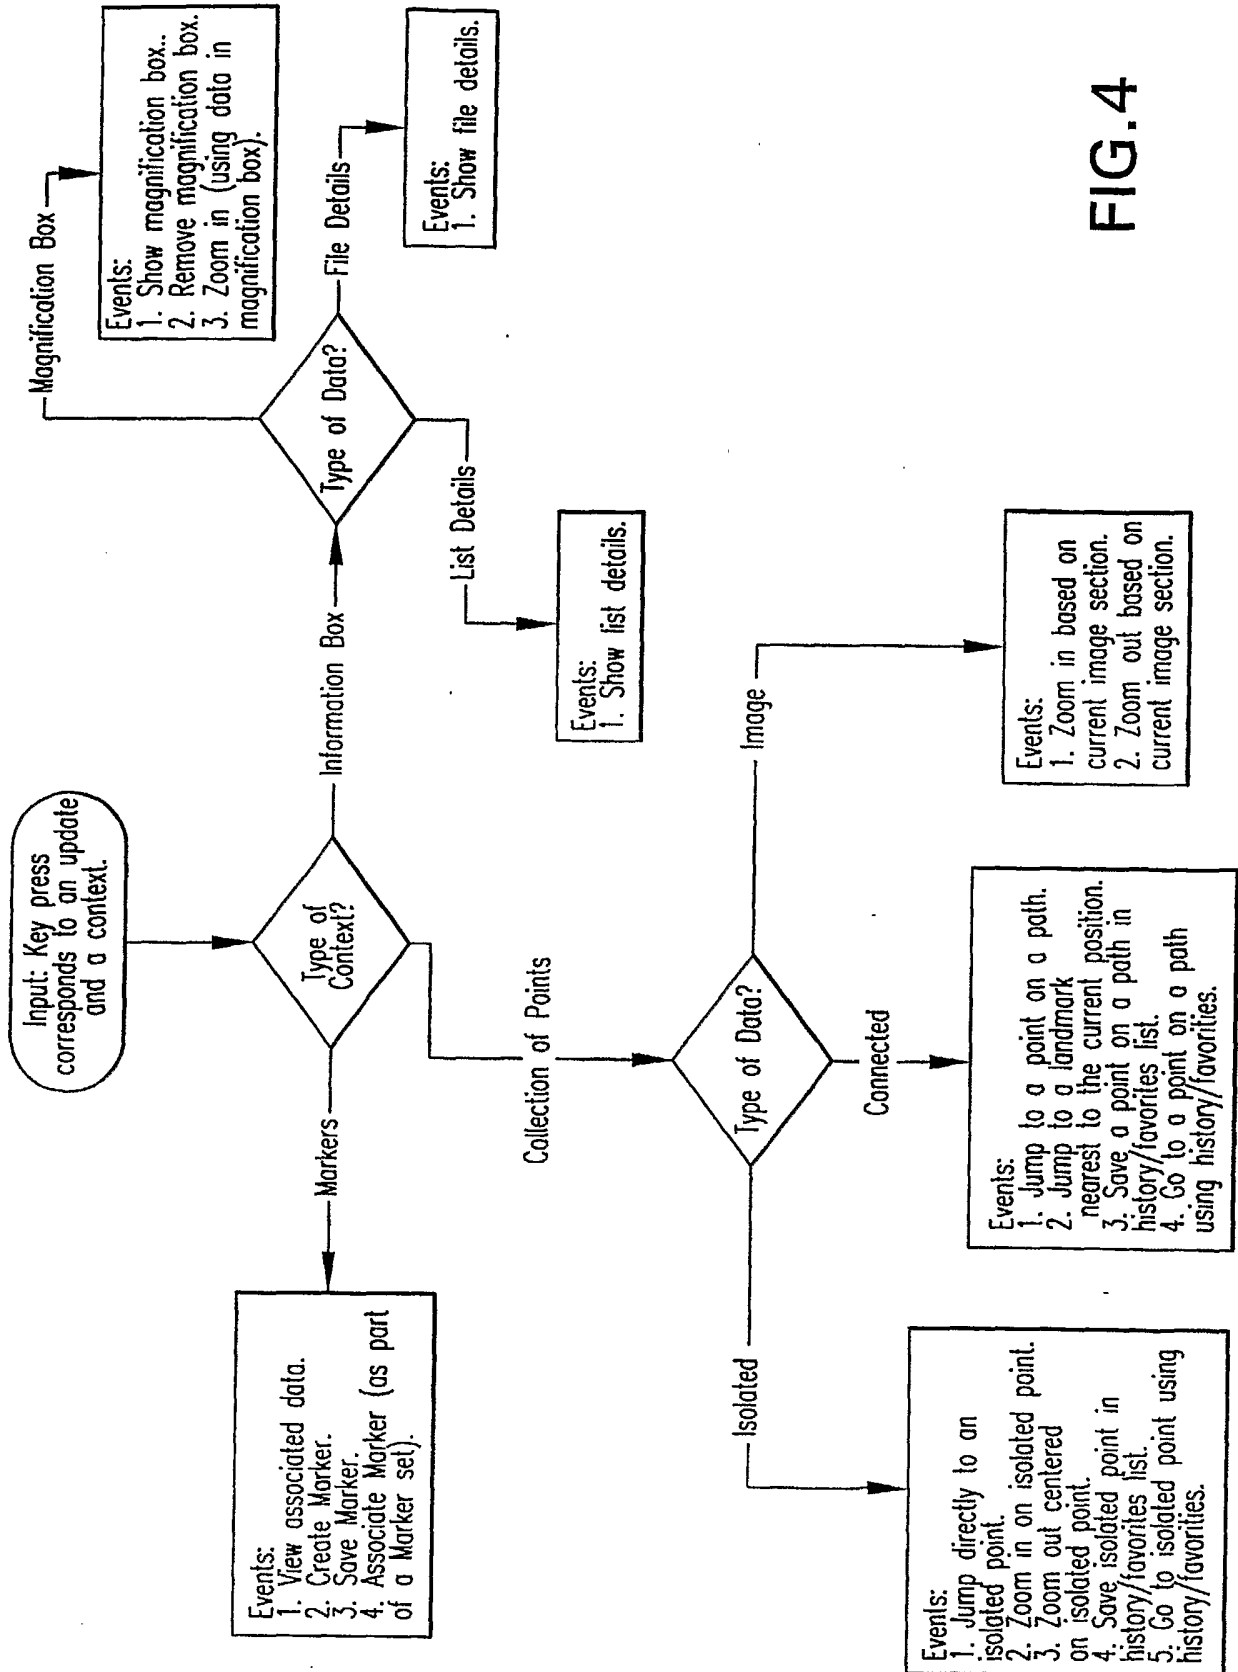 Input: Key press
corresponds to an update
and a context.
Type of
Context?
Markers
Information Box
Collection of Points
Events:
1. View associated data.
2. Create Marker.
3. Save Marker.
4. Associate Marker (as part
of a Marker set).
Type of Data?
Magnification Box
File Details
List Details
Events:
1. Show magnification box..
2. Remove magnification box.
3. Zoom in (using data in
magnification box).
Events:
1. Show file details.
Events:
1. Show list details.
Type of Data?
Isolated
Connected
Image
Events:
1. Jump directly to an
isolated point.
2. Zoom in on isolated point.
3. Zoom out centered
on isolated point.
4. Save isolated point in
history/favorites list.
5. Go to isolated point using
history/favorities.
Events:
1. Jump to a point on a path.
2. Jump to a landmark
nearest to the current position.
3. Save a point on a path in
history/favorites list.
4. Go to a point on a path
using history/favorities.
Events:
1. Zoom in based on
current image section.
2. Zoom out based on
current image section.
FIG.4